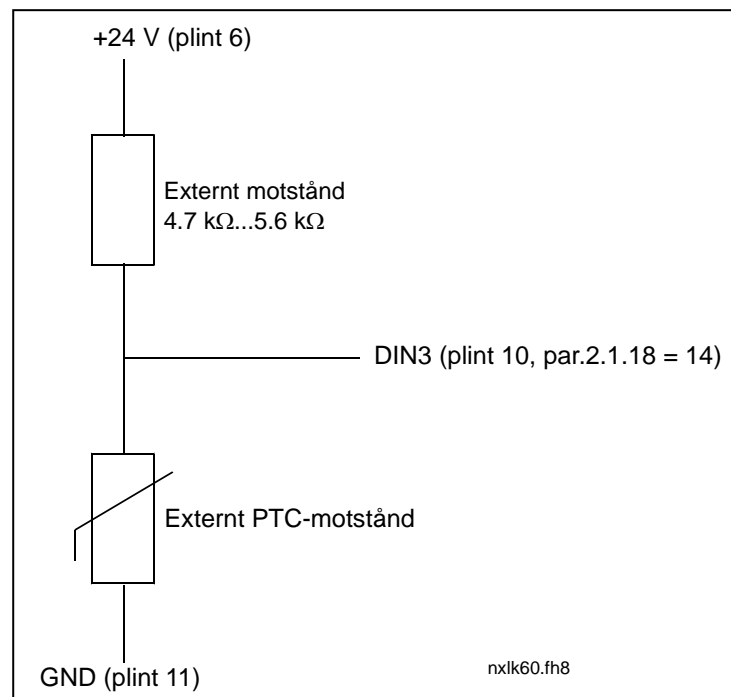 +24 V (plint 6)
Externt motstånd
4.7 kΩ...5.6 kΩ
DIN3 (plint 10, par.2.1.18 = 14)
Externt PTC-motstånd
GND (plint 11)
nxlk60.fh8